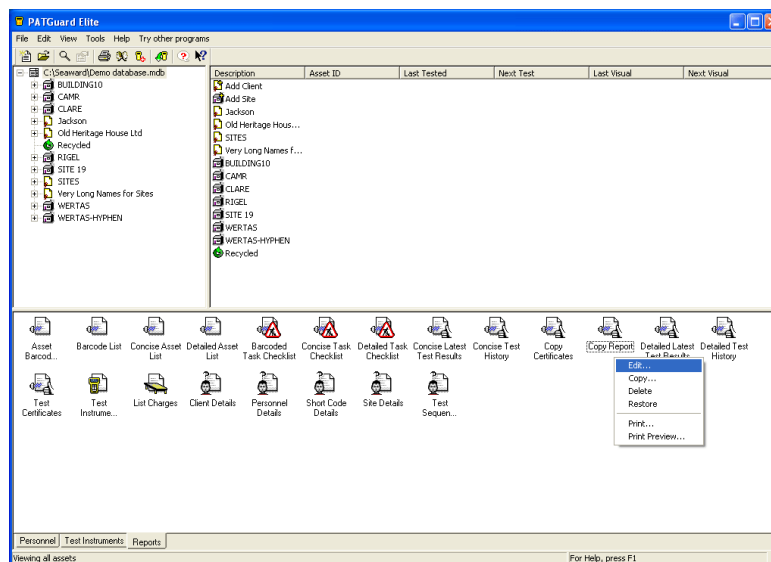 PATGuard Elite
File Edit View Tools Help Try other programs
C:\Seaward\Demo database.mdb
BUILDING10
CAMR
CLARE
Jackson
Old Heritage House Ltd
Recycled
RIGEL
SITE 19
SITES
Very Long Names for Sites
WERTAS
WERTAS-HYPHEN
Description Asset ID Last Tested Next Test Last Visual Next Visual
Add Client
Add Site
Jackson
Old Heritage Hous...
SITES
Very Long Names f...
BUILDING10
CAMR
CLARE
RIGEL
SITE 19
WERTAS
WERTAS-HYPHEN
Recycled
Asset
Barcod...
Barcode List
Concise Asset
List
Detailed Asset
List
Barcoded
Task Checklist
Concise Task
Checklist
Detailed Task
Checklist
Concise Latest
Test Results
Concise Test
History
Copy
Certificates
Copy Report
Detailed Latest
Test Results
Detailed Test
History
Edit...
Copy...
Delete
Restore
Print...
Print Preview...
Test
Certificates
Test
Instrume...
List Charges
Client Details
Personnel
Details
Short Code
Details
Site Details
Test
Sequen...
Personnel Test Instruments Reports
Viewing all assets For Help, press F1